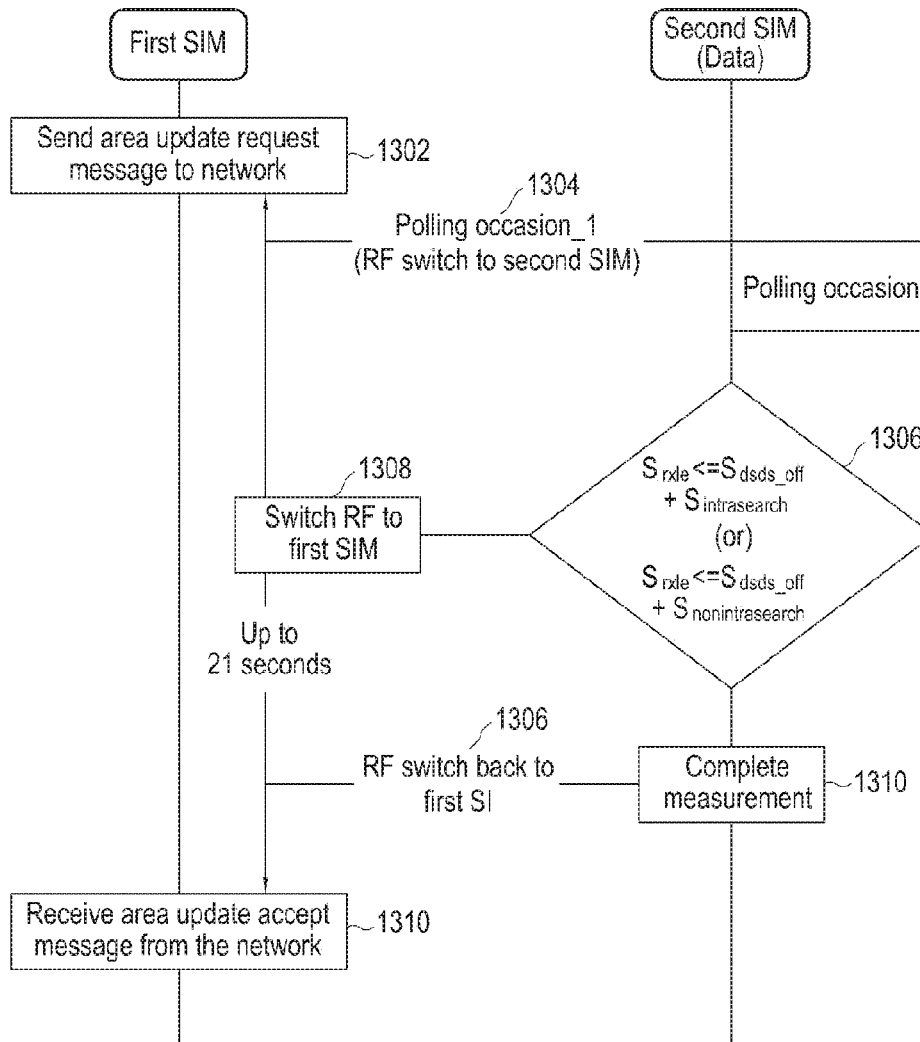 First SIM
Second SIM
(Data)
Send area update request
message to network
1302
1304
Polling occasion_1
(RF switch to second SIM)
Polling occasion
1306
S rxle <=S dsds_off
+ S intrasearch
(or)
S rxle <=S dsds_off
+ S nonintrasearch
1308
Switch RF to
first SIM
Up to
21 seconds
1306
RF switch back to
first SI
Complete
measurement
1310
Receive area update accept
message from the network
1310